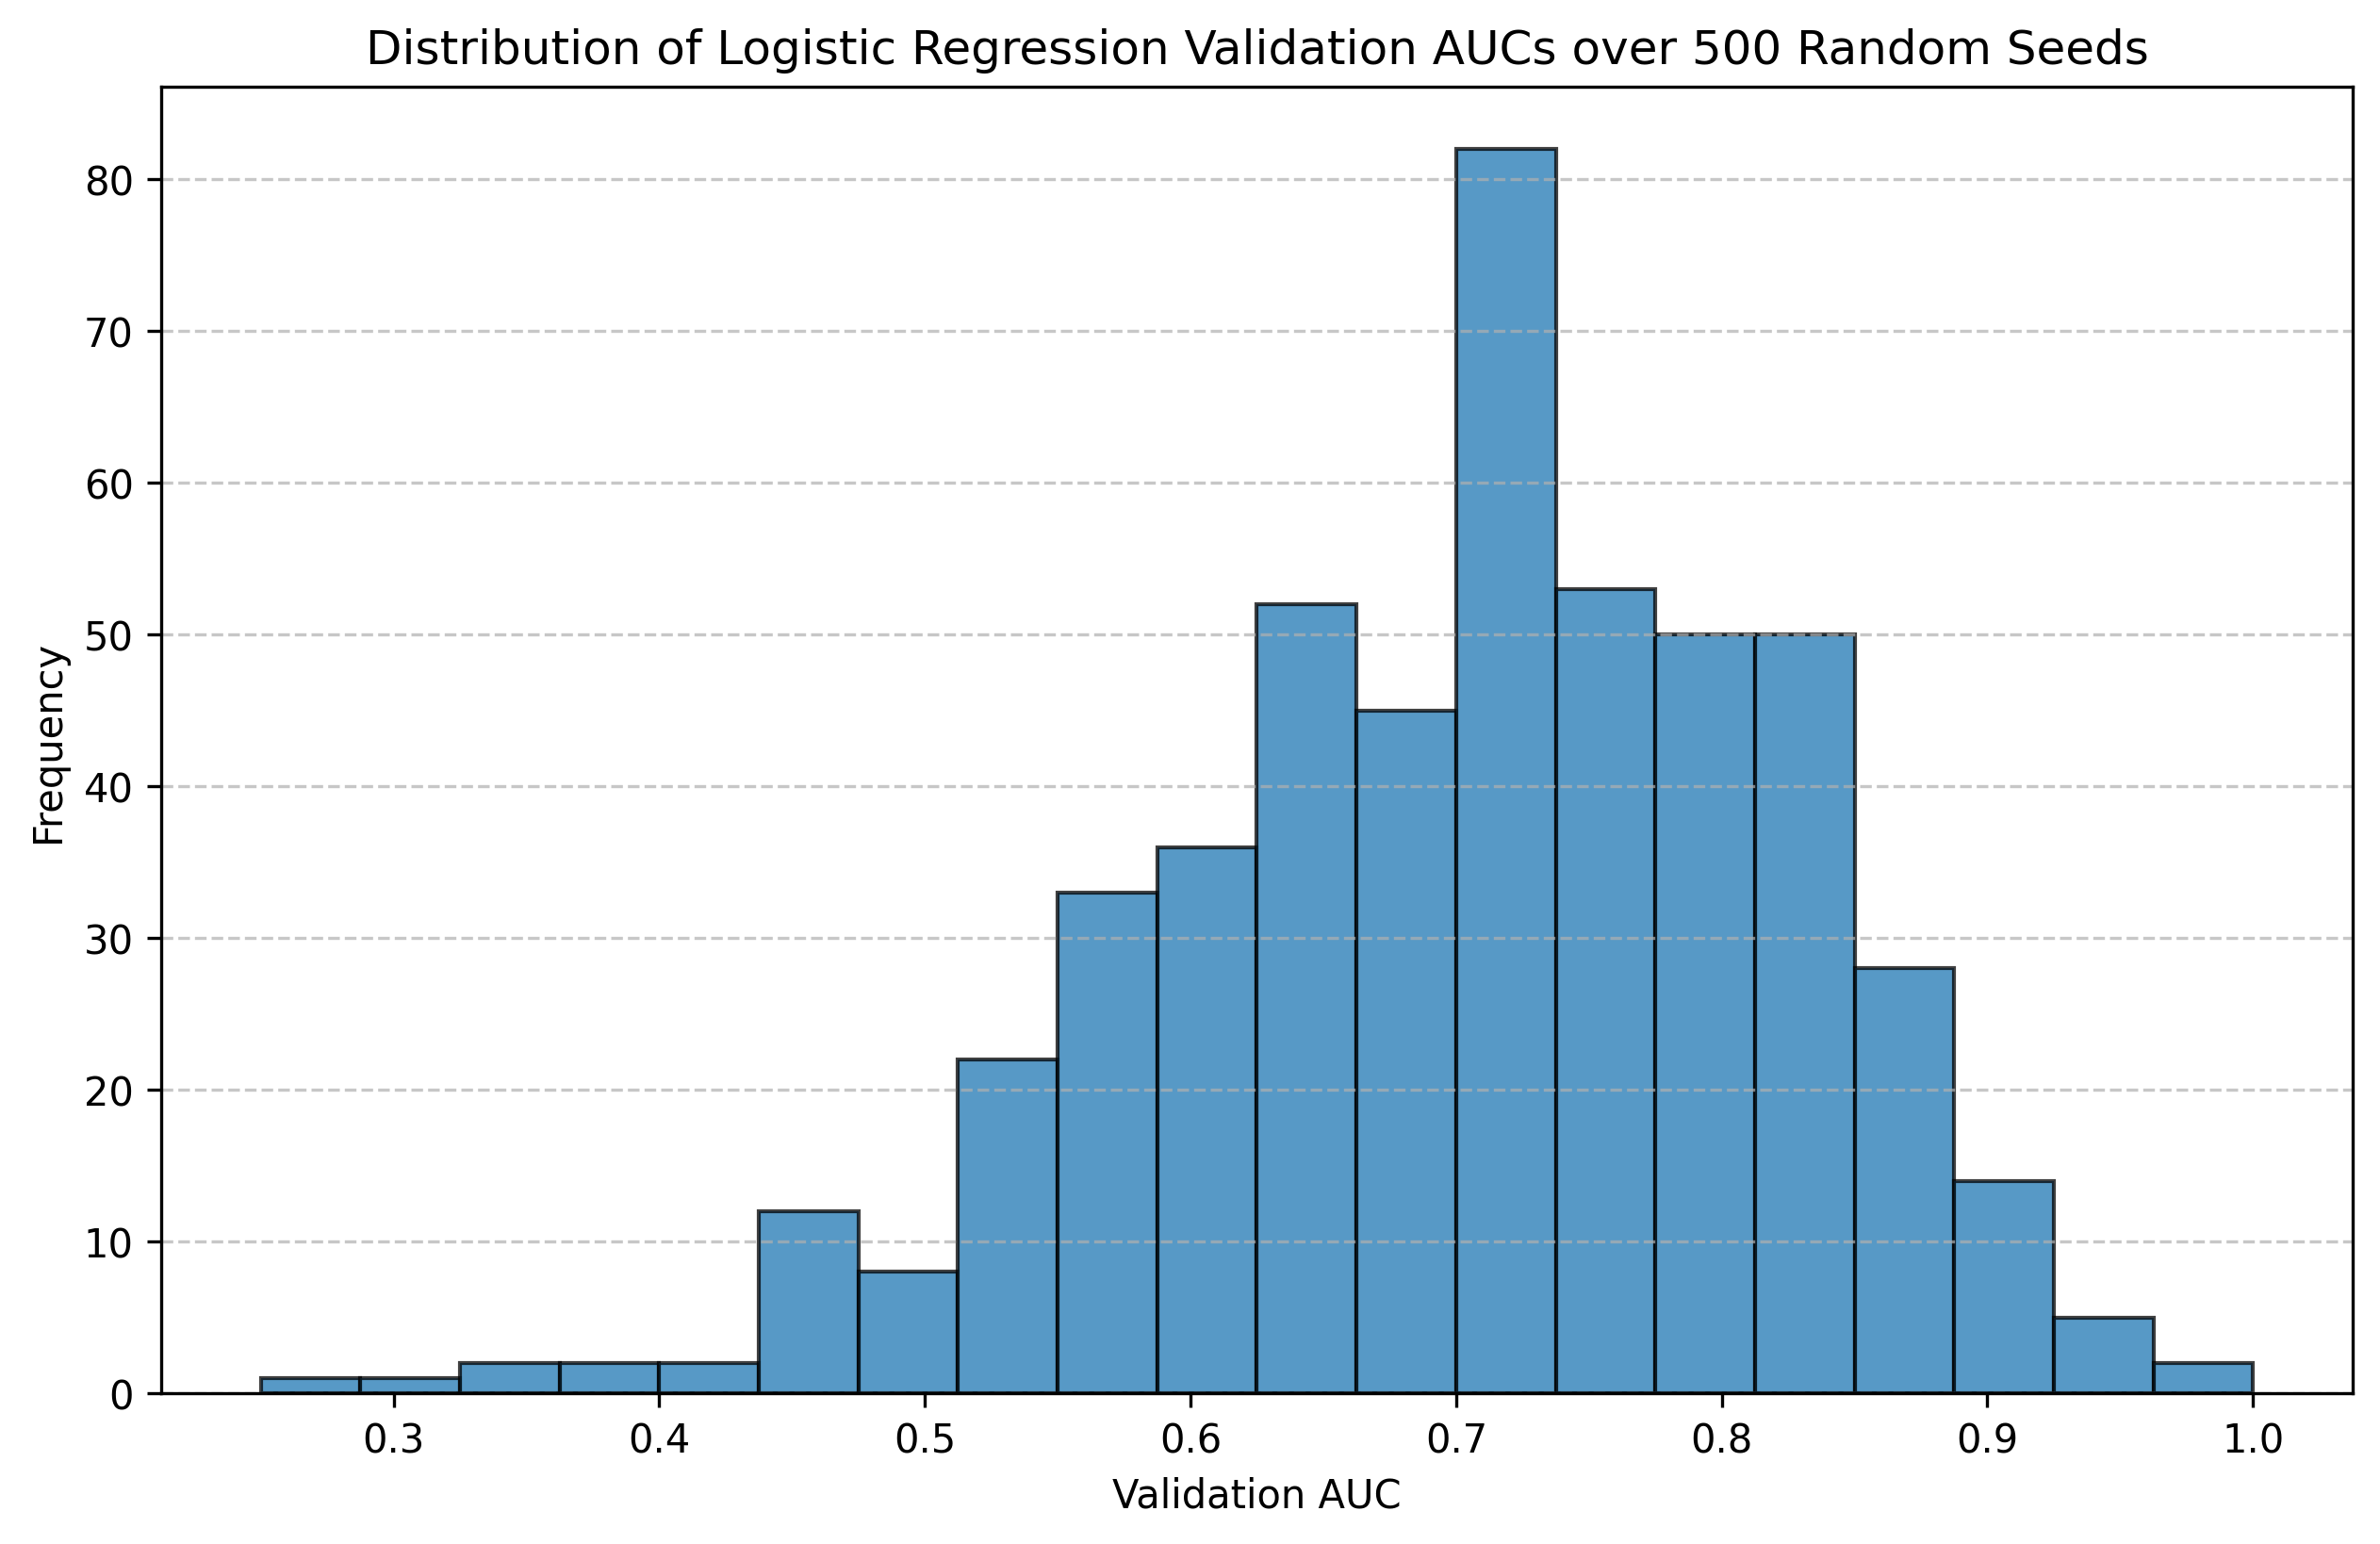 Distribution of Logistic Regression Validation AUCs over 500 Random Seeds
80
70
60
50
40
30
20
10
0
Frequency
0.3 0.4 0.5 0.6 0.7 0.8 0.9 1.0
Validation AUC